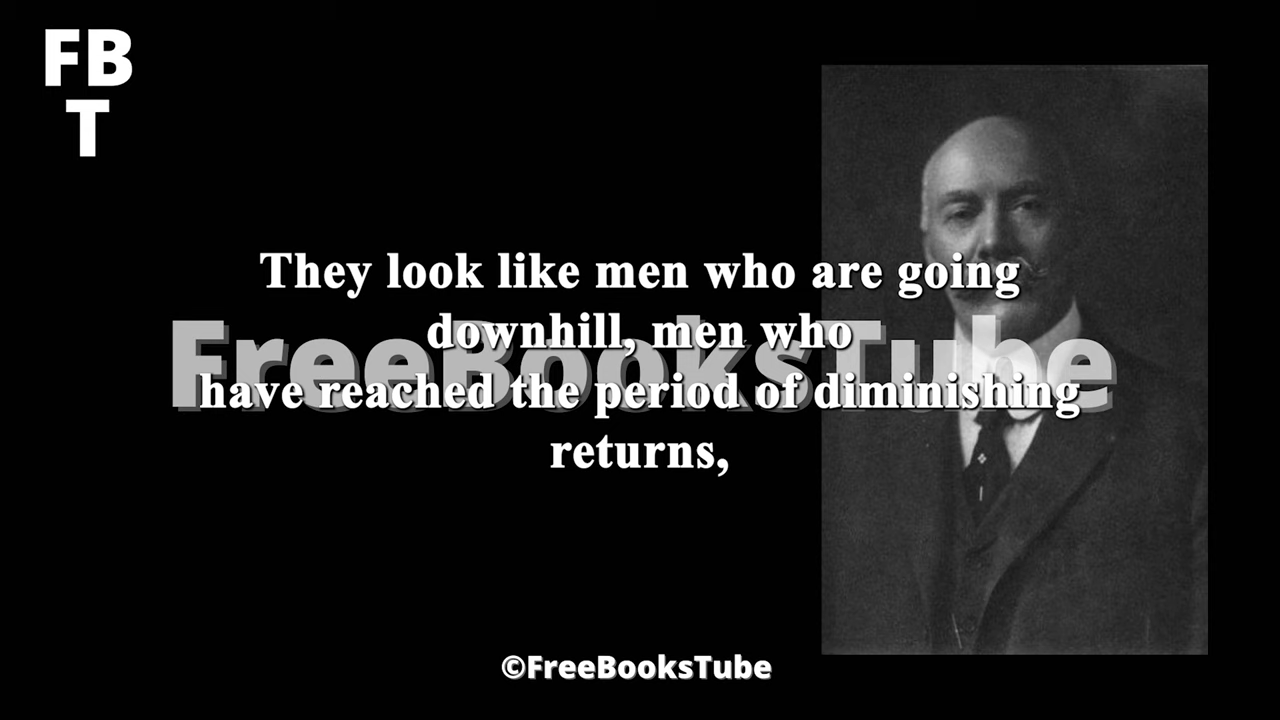 FB
T
They look like men who are going
downhill, men who
FreeBooksTube
have reached the period of diminishing
returns,
©FreeBooksTube